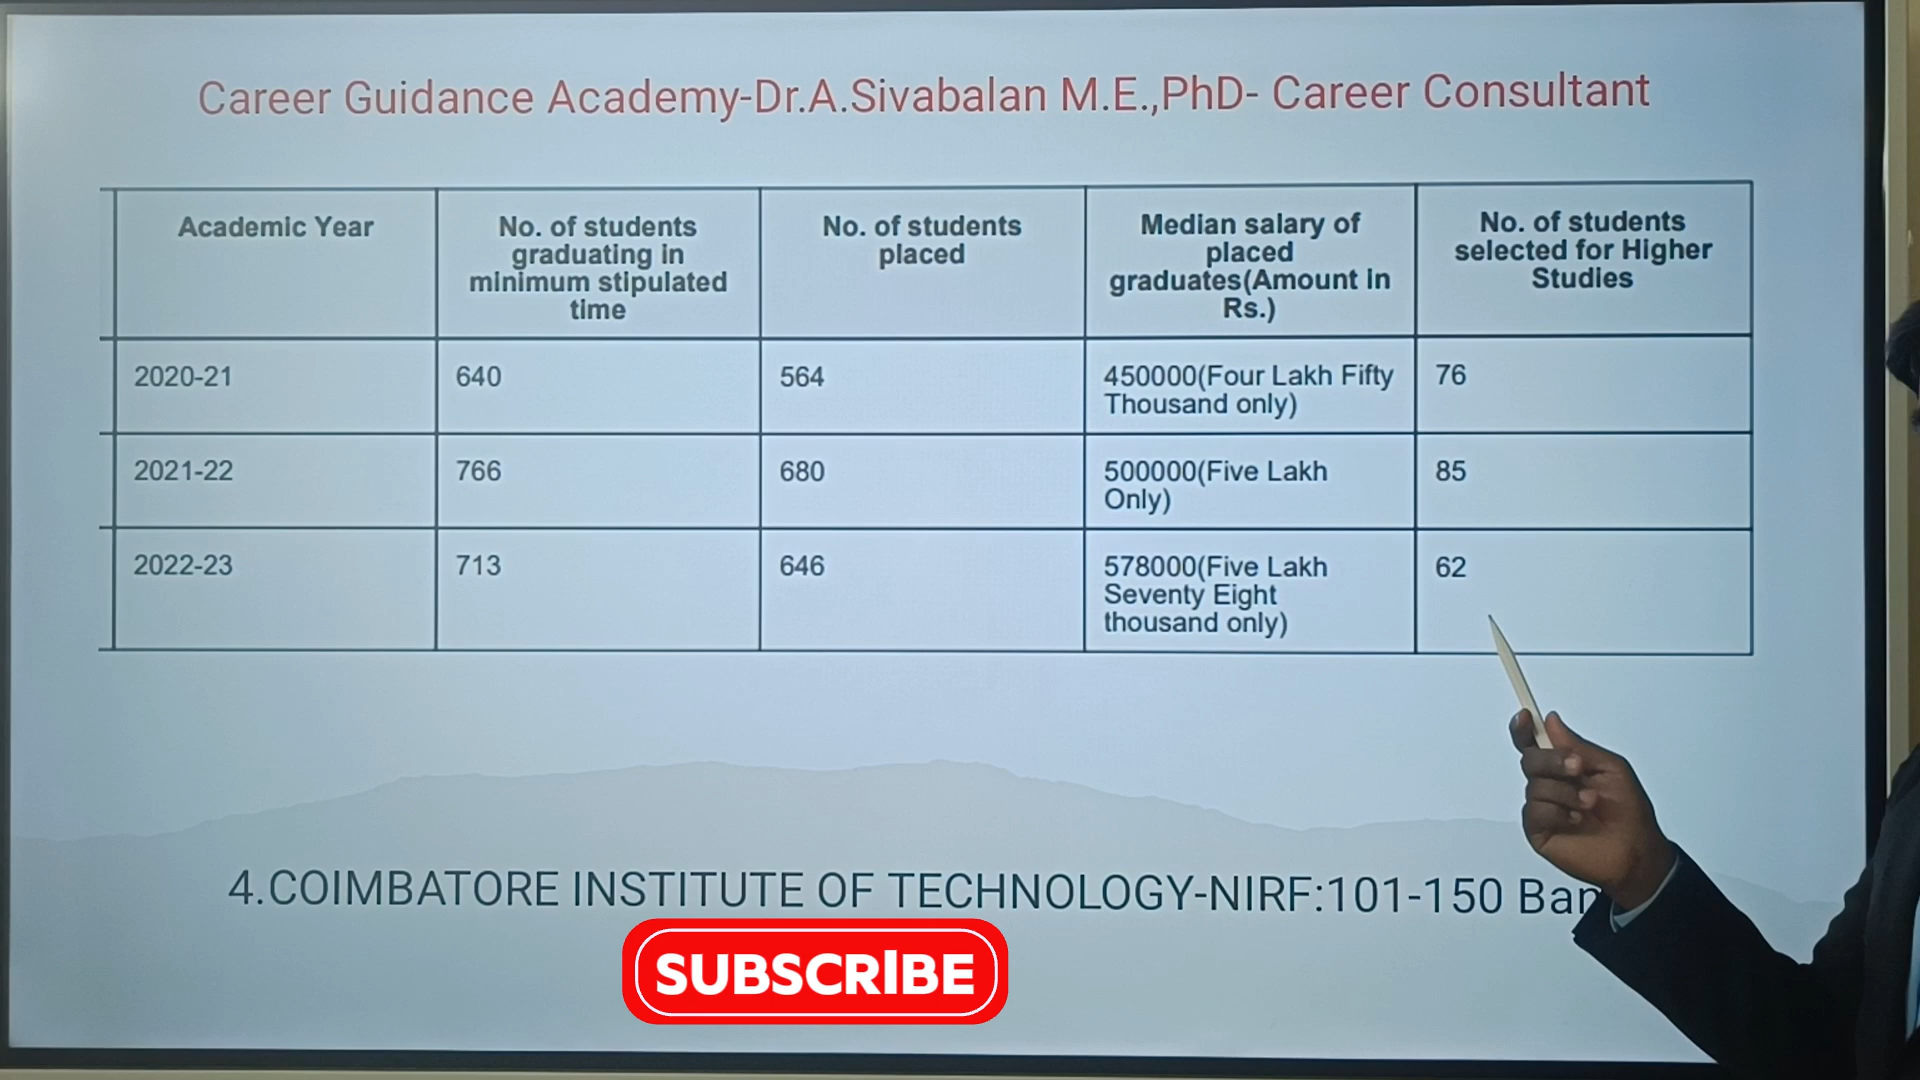 Career Guidance Academy-Dr.A.Sivabalan M.E.,PhD- Career Consultant
Academic Year
No. of students
graduating in
minimum stipulated
time
No. of students
placed
Median salary of
placed
graduates(Amount in
Rs.)
No. of students
selected for Higher
Studies
2020-21
640
564
450000(Four Lakh Fifty
Thousand only)
76
2021-22
766
680
500000(Five Lakh
Only)
85
2022-23
713
646
578000(Five Lakh
Seventy Eight
thousand only)
62
4.COIMBATORE INSTITUTE OF TECHNOLOGY-NIRF:101-150
SUBSCRIBE